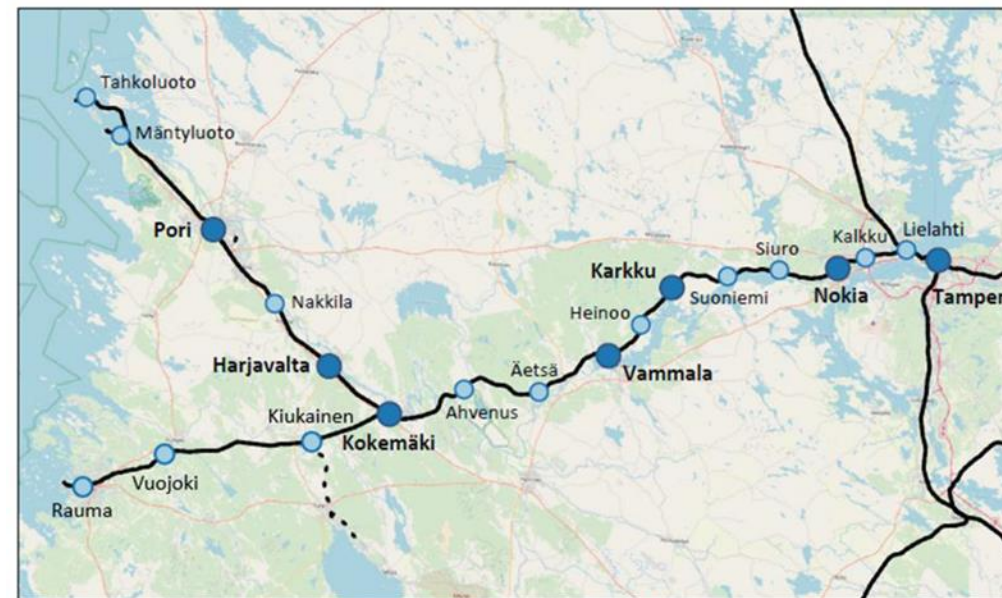 Tahkoluoto
Mäntyluoto
Pori
Nakkila
Harjavalta
Kiukainen
Kokemäki
Vuojoki
Rauma
Ahvenus
Äetsä
Vammala
Heinoo
Karkku
Suoniemi
Siuro
Nokia
Kalkku
Lielahti
Tamper